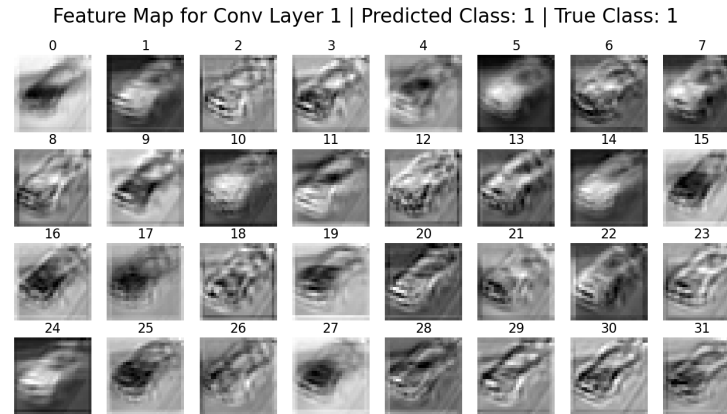 Feature Map for Conv Layer 1 | Predicted Class: 1 | True Class: 1
0 1 2 3 4 5 6 7
8 9 10 11 12 13 14 15
16 17 18 19 20 21 22 23
24 25 26 27 28 29 30 31